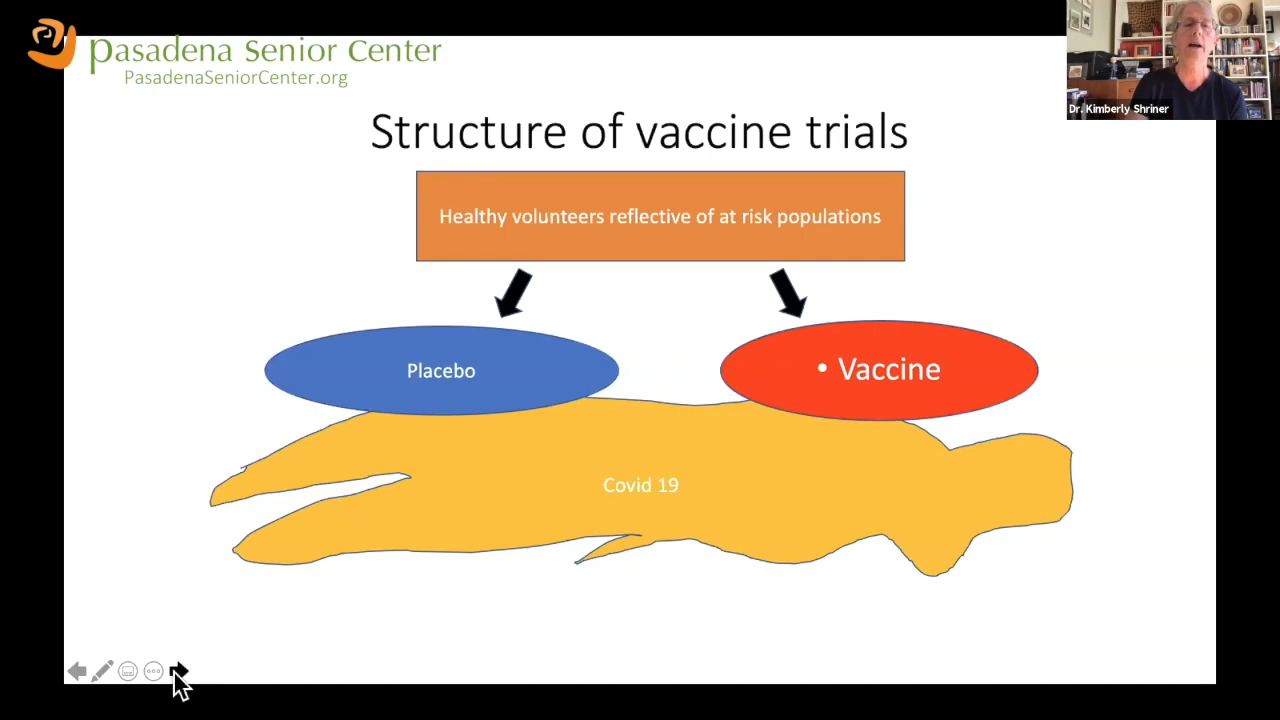 Pasadena Senior Center
PasadenaSeniorCenter.org
Dr. Kimberly Shriner
Structure of vaccine trials
Healthy volunteers reflective of at risk populations
Placebo
• Vaccine
Covid 19